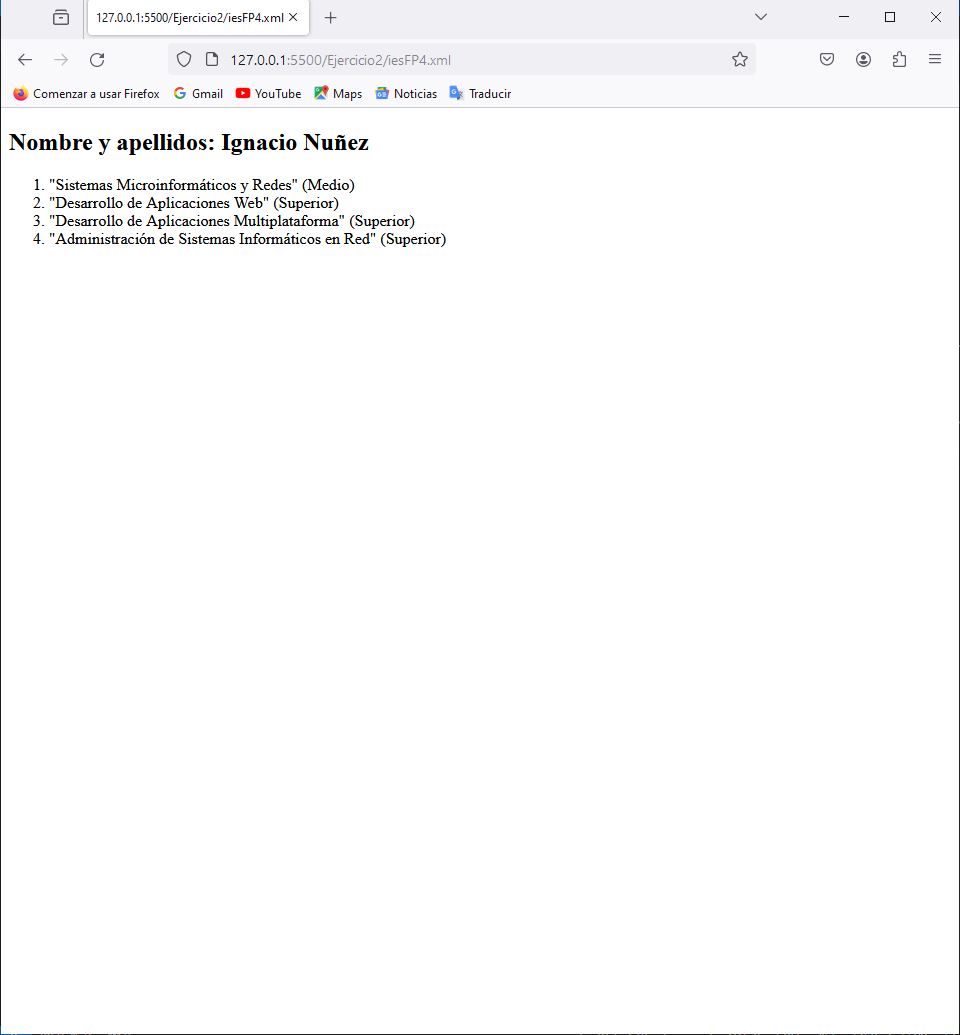 127.0.0.1:5500/Ejercicio2/iesFP4.xml
127.0.0.1:5500/Ejercicio2/iesFP4.xml
Comenzar a usar Firefox Gmail YouTube Maps Noticias Traducir
Nombre y apellidos: Ignacio Nuñez
1. "Sistemas Microinformáticos y Redes" (Medio)
2. "Desarrollo de Aplicaciones Web" (Superior)
3. "Desarrollo de Aplicaciones Multiplataforma" (Superior)
4. "Administración de Sistemas Informáticos en Red" (Superior)